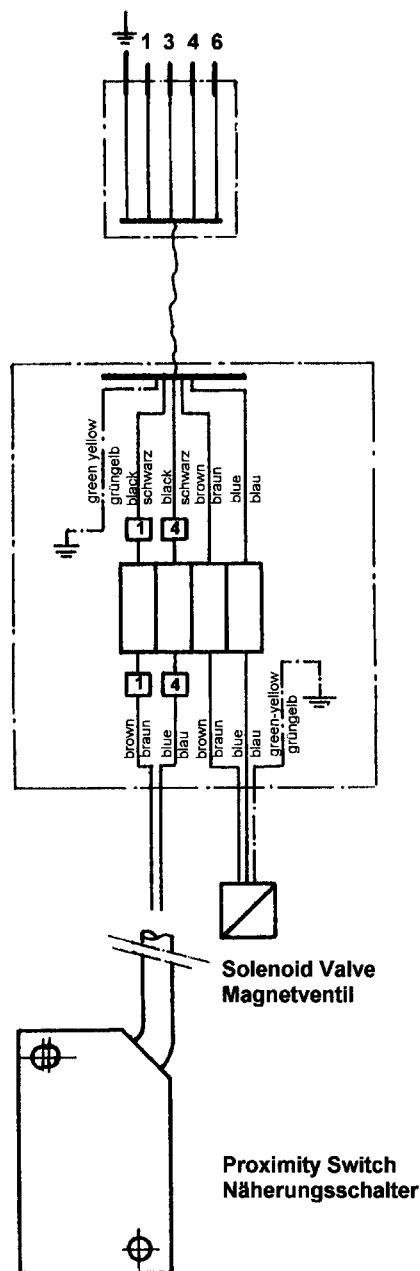 1 3 4 6
green yellow
grüngelb
black
schwarz
black
schwarz
brown
braun
blue
blau
1 4
1 4
brown
braun
blue
blau
brown
braun
blue
blau
green-yellow
grüngelb
Solenoid Valve
Magnetventil
Proximity Switch
Näherungsschalter